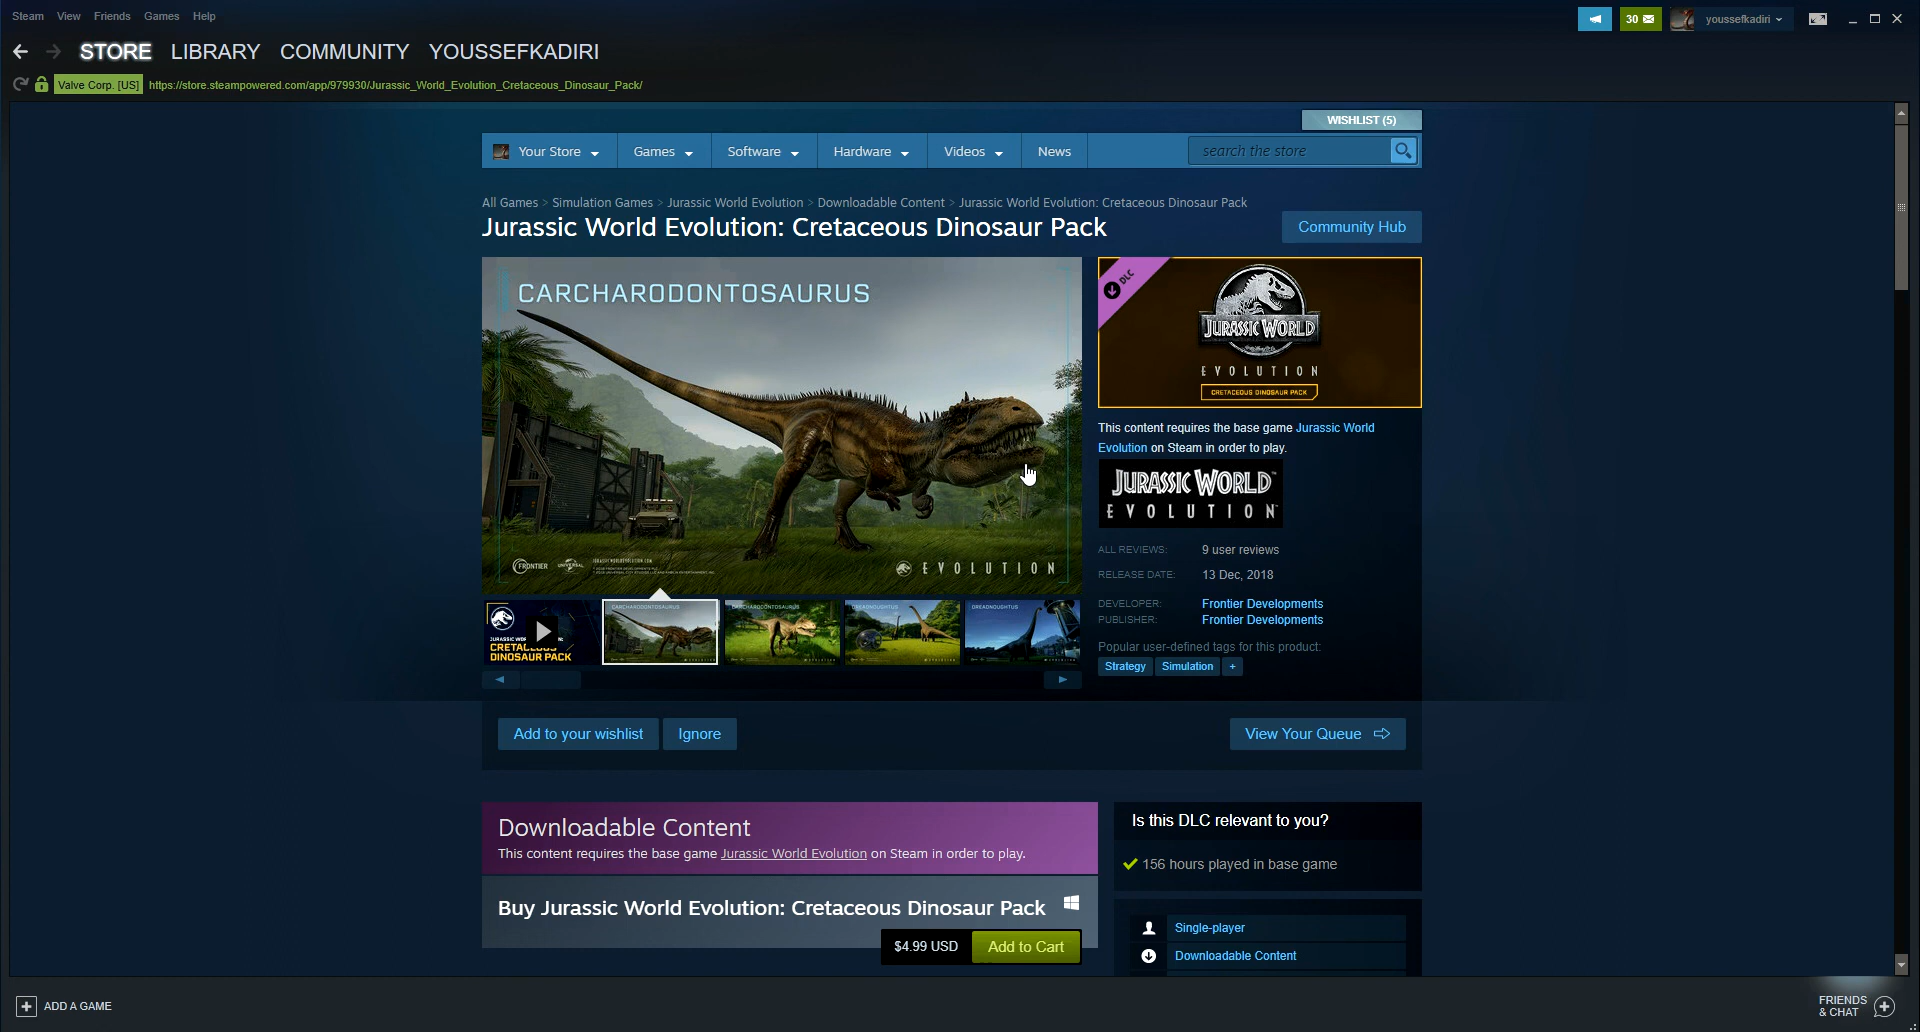 Steam View Friends Games Help
30 youssefkadiri
STORE LIBRARY COMMUNITY YOUSSEFKADIRI
Valve Corp. [US] https://store.steampowered.com/app/979930/Jurassic_World_Evolution_Cretaceous_Dinosaur_Pack/
WISHLIST (5)
Your Store Games Software Hardware Videos News search the store
All Games > Simulation Games > Jurassic World Evolution > Downloadable Content > Jurassic World Evolution: Cretaceous Dinosaur Pack
Jurassic World Evolution: Cretaceous Dinosaur Pack
Community Hub
CARCHARODONTOSAURUS
FRONTIER UNIVERSAL
EVOLUTION
DLC
JURASSIC WORLD
EVOLUTION
CRETACEOUS DINOSAUR PACK
This content requires the base game Jurassic World
Evolution on Steam in order to play.
JURASSIC WORLD
EVOLUTION
ALL REVIEWS: 9 user reviews
RELEASE DATE: 13 Dec, 2018
DEVELOPER: Frontier Developments
PUBLISHER: Frontier Developments
Popular user-defined tags for this product:
Strategy Simulation +
CRETACEOUS
DINOSAUR PACK
CARCHARODONTOSAURUS
CARCHARODONTOSAURUS
DREADNOUGHTUS
DREADNOUGHTUS
Add to your wishlist Ignore View Your Queue
Downloadable Content
This content requires the base game Jurassic World Evolution on Steam in order to play.
Buy Jurassic World Evolution: Cretaceous Dinosaur Pack
$4.99 USD Add to Cart
Is this DLC relevant to you?
156 hours played in base game
Single-player
Downloadable Content
ADD A GAME
FRIENDS
& CHAT